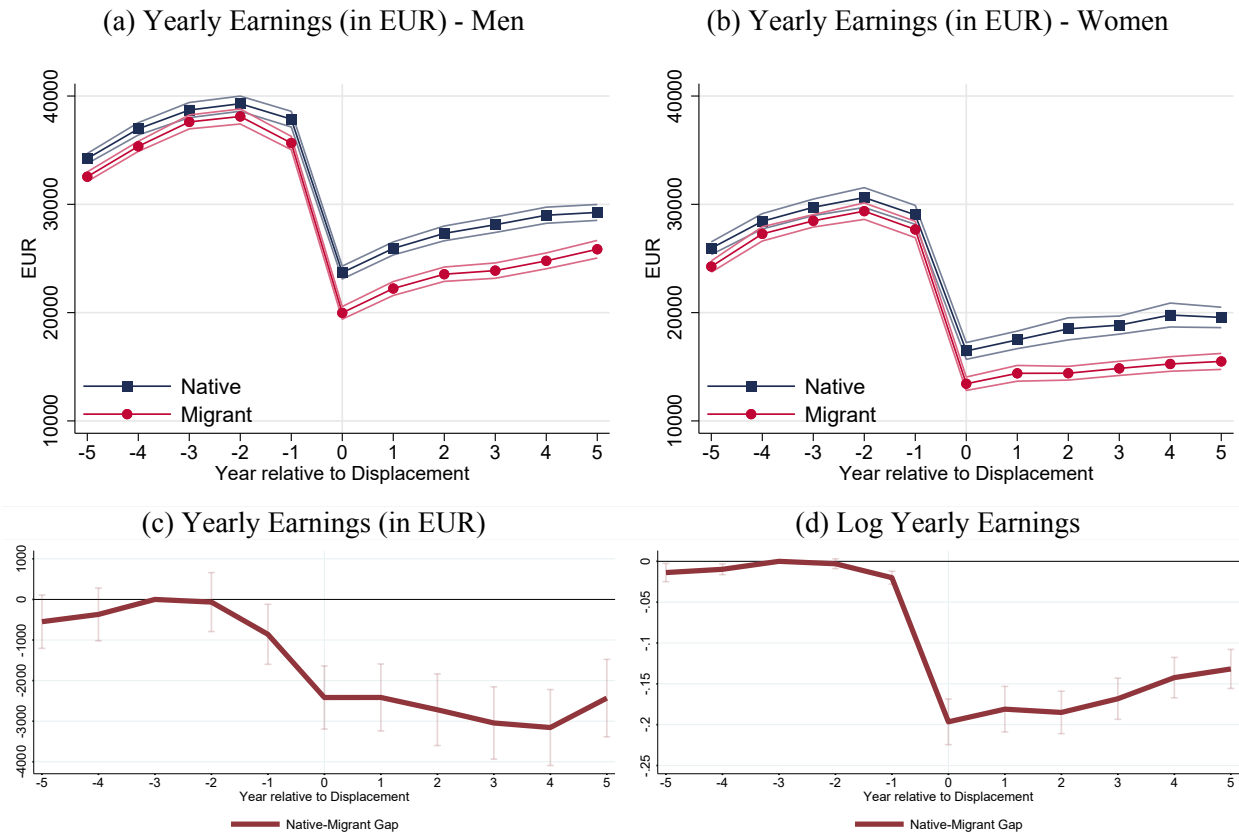 (a) Yearly Earnings (in EUR) - Men
EUR
40000
30000
20000
10000
Native
Migrant
-5 -4 -3 -2 -1 0 1 2 3 4 5
Year relative to Displacement
(b) Yearly Earnings (in EUR) - Women
EUR
40000
30000
20000
10000
Native
Migrant
-5 -4 -3 -2 -1 0 1 2 3 4 5
Year relative to Displacement
(c) Yearly Earnings (in EUR)
1000
0
-1000
-2000
-3000
-4000
-5 -4 -3 -2 -1 0 1 2 3 4 5
Year relative to Displacement
Native-Migrant Gap
(d) Log Yearly Earnings
0
-.05
-.1
-.15
-.2
-.25
-5 -4 -3 -2 -1 0 1 2 3 4 5
Year relative to Displacement
Native-Migrant Gap